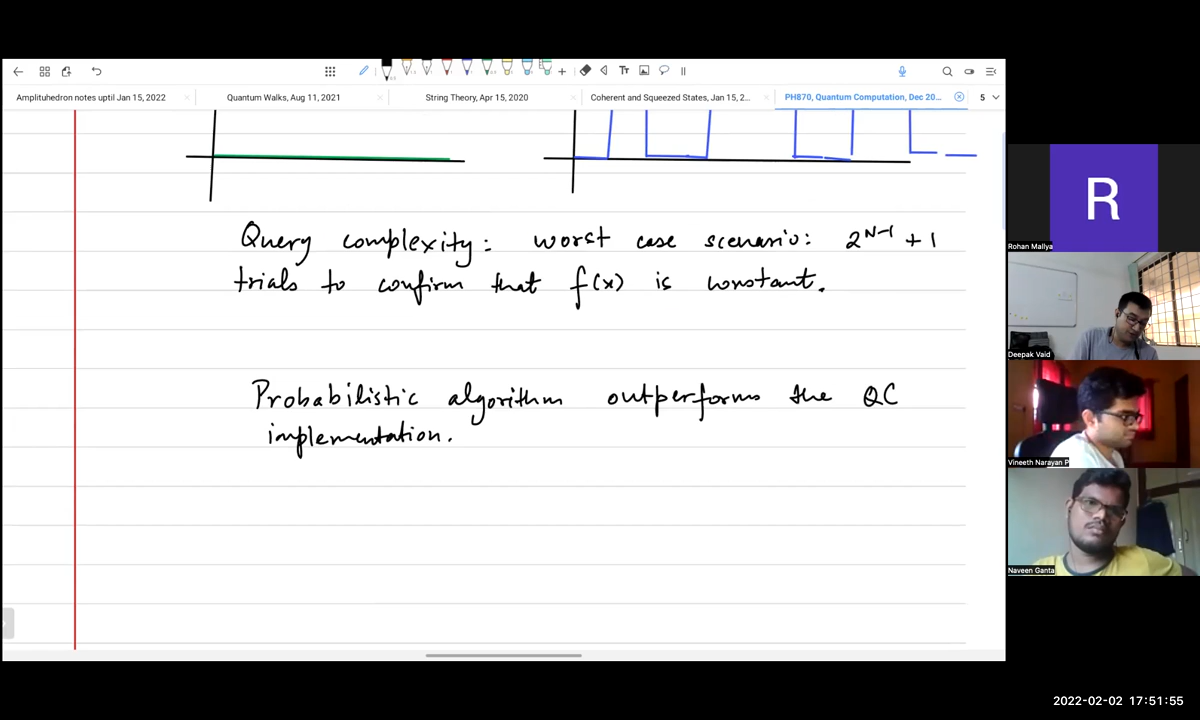 Amplituhedron notes until Jan 15, 2022
Quantum Walks, Aug 11, 2021
String Theory, Apr 15, 2020
Coherent and Squeezed States, Jan 15, 2...
PH870, Quantum Computation, Dec 20...
5
Query complexity: worst case scenario: 2^{N-1} + 1
trials to confirm that f(x) is constant.
Probabilistic algorithm outperforms the QC
implementation.
R
Rohan Mallya
Deepak Vaid
Vineeth Narayan P
Naveen Ganta
2022-02-02 17:51:55